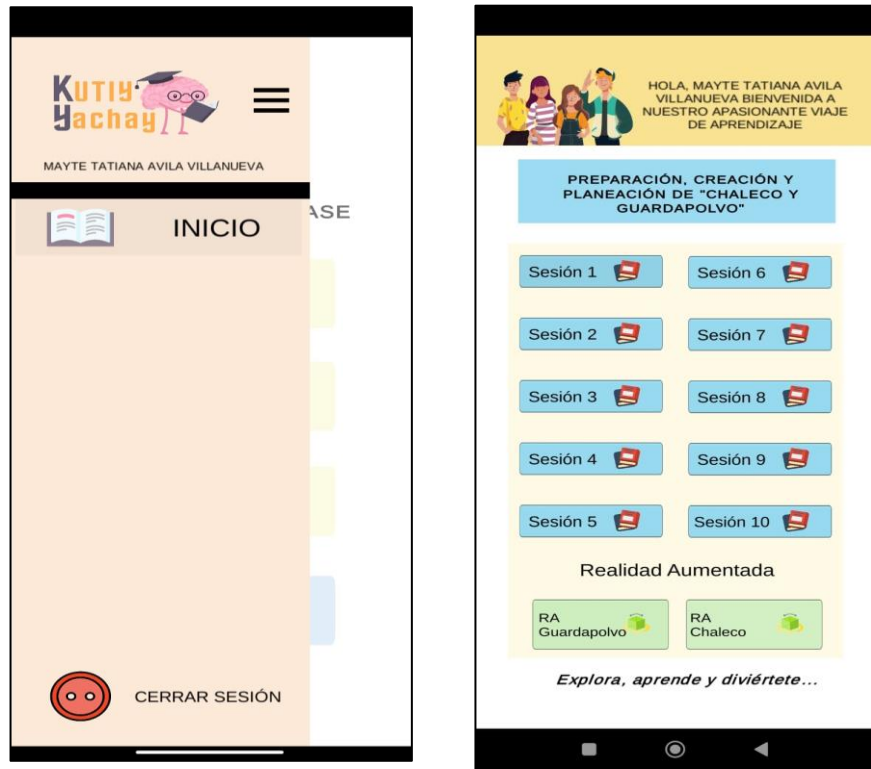 KUTIY
Yachay
MAYTE TATIANA AVILA VILLANUEVA
INICIO
ASE
CERRAR SESIÓN
HOLA, MAYTE TATIANA AVILA
VILLANUEVA BIENVENIDA A
NUESTRO APASIONANTE VIAJE
DE APRENDIZAJE
PREPARACIÓN, CREACIÓN Y
PLANEACIÓN DE "CHALECO Y
GUARDAPOLVO"
Sesión 1
Sesión 6
Sesión 2
Sesión 7
Sesión 3
Sesión 8
Sesión 4
Sesión 9
Sesión 5
Sesión 10
Realidad Aumentada
RA
Guardapolvo
RA
Chaleco
Explora, aprende y diviértete...